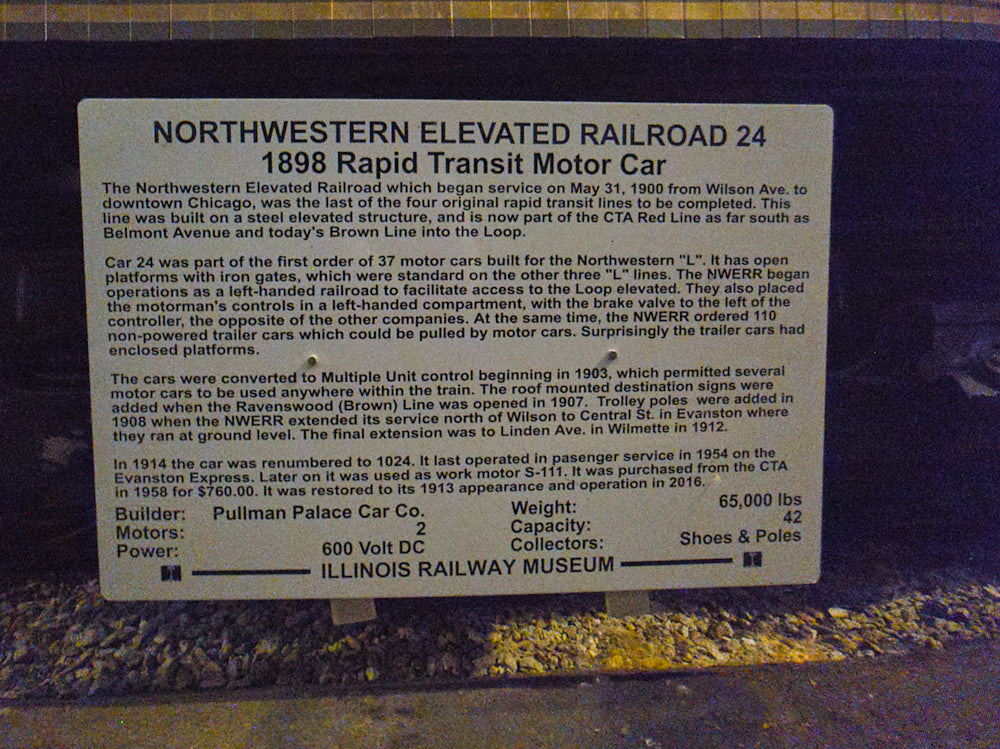 NORTHWESTERN ELEVATED RAILROAD 24
1898 Rapid Transit Motor Car
The Northwestern Elevated Railroad which began service on May 31, 1900 from Wilson Ave. to
downtown Chicago, was the last of the four original rapid transit lines to be completed. This
line was built on a steel elevated structure, and is now part of the CTA Red Line as far south as
Belmont Avenue and today's Brown Line into the Loop.
Car 24 was part of the first order of 37 motor cars built for the Northwestern "L". It has open
platforms with iron gates, which were standard on the other three "L" lines. The NWERR began
operations as a left-handed railroad to facilitate access to the Loop elevated. They also placed
the motorman's controls in a left-handed compartment, with the brake valve to the left of the
controller, the opposite of the other companies. At the same time, the NWERR ordered 110
non-powered trailer cars which could be pulled by motor cars. Surprisingly the trailer cars had
enclosed platforms.
The cars were converted to Multiple Unit control beginning in 1903, which permitted several
motor cars to be used anywhere within the train. The roof mounted destination signs were
added when the Ravenswood (Brown) Line was opened in 1907. Trolley poles were added in
1908 when the NWERR extended its service north of Wilson to Central St. in Evanston where
they ran at ground level. The final extension was to Linden Ave. in Wilmette in 1912.
In 1914 the car was renumbered to 1024. It last operated in pasenger service in 1954 on the
Evanston Express. Later on it was used as work motor S-111. It was purchased from the CTA
in 1958 for $760.00. It was restored to its 1913 appearance and operation in 2016.
Builder: Pullman Palace Car Co. Weight: 65,000 lbs
Motors: 2 Capacity: 42
Power: 600 Volt DC Collectors: Shoes & Poles
ILLINOIS RAILWAY MUSEUM